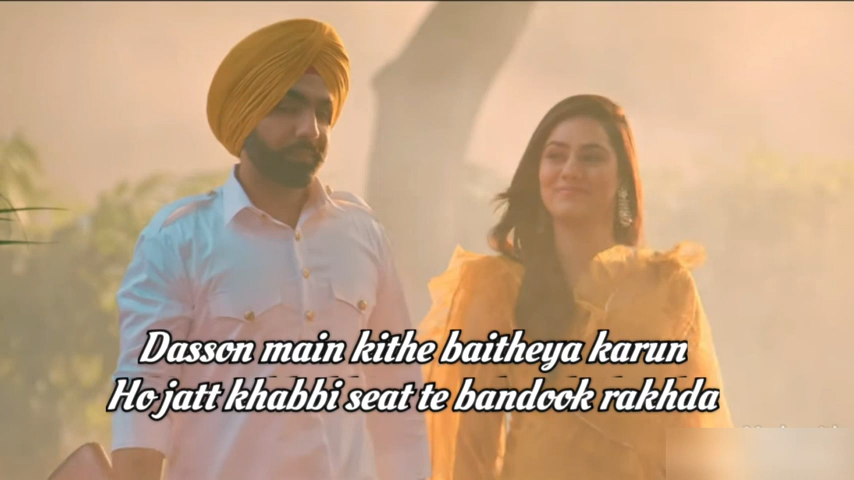 Dasson main kithe baitheya karun
Ho jatt khabbi seat te bandook rakhda